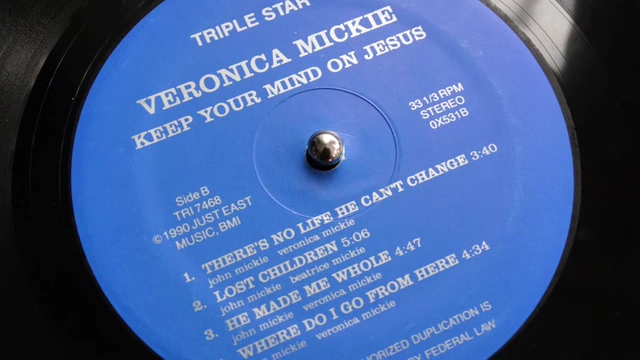 TRIPLE STAR
VERONICA MICKIE
KEEP YOUR MIND ON JESUS
33 1/3 RPM
STEREO
0X531B
Side B
TRI 7468
©1990 JUST EAST
MUSIC, BMI
1. THERE'S NO LIFE HE CAN'T CHANGE 3:40
john mickie veronica mickie
2. LOST CHILDREN 5:06
john mickie beatrice mickie
3. HE MADE ME WHOLE 4:47
john mickie veronica mickie
WHERE DO I GO FROM HERE 4:34
mickie veronica mickie
DUPLICATION IS
BY FEDERAL LAW